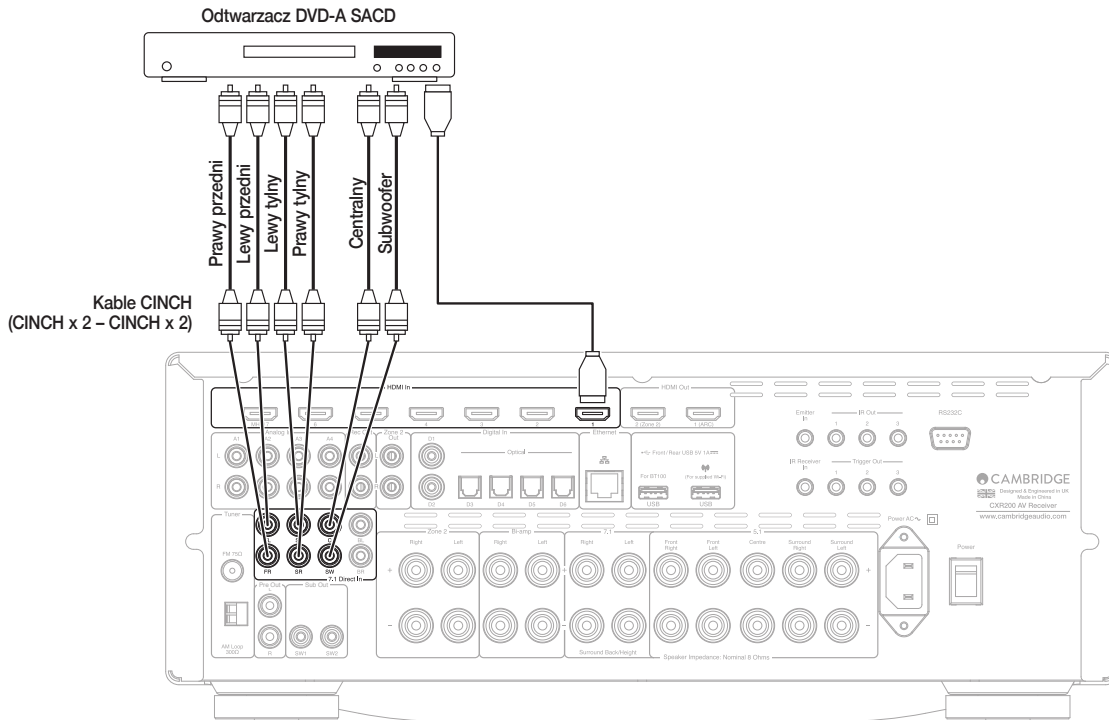 Odtwarzacz DVD-A SACD
Prawy przedni
Lewy przedni
Lewy tylny
Prawy tylny
Centralny
Subwoofer
Kable CINCH
(CINCH x 2 – CINCH x 2)
HDMI In
HDMI Out
6
4
3
2
1
2 (Zone 2)
1 (ARC)
Emitter
In
IR Out
1
2
3
RS232C
IR Receiver
In
Trigger Out
1
2
3
A1
A2
A3
A4
L
R
Zone 2
Out
Digital In
D1
D2
Optical
D3
D4
D5
D6
Ethernet
Front / Rear USB 5V 1A
For BT100
USB
(For supplied Wi-Fi)
USB
CAMBRIDGE
Designed & Engineered in UK
Made in China
CXR200 AV Receiver
www.cambridgeaudio.com
Tuner
FM 75Ω
AM Loop
300Ω
BL
FR
SR
SW
BR
7.1 Direct In
Pre Out
L
R
Sub Out
SW1
SW2
Zone 2
Right
Left
Bi-amp
Right
Left
7.1
Right
Left
Surround Back/Height
5.1
Front
Right
Front
Left
Centre
Surround
Right
Surround
Left
+
–
+
–
Speaker Impedance: Nominal 8 Ohms
Power AC
Power